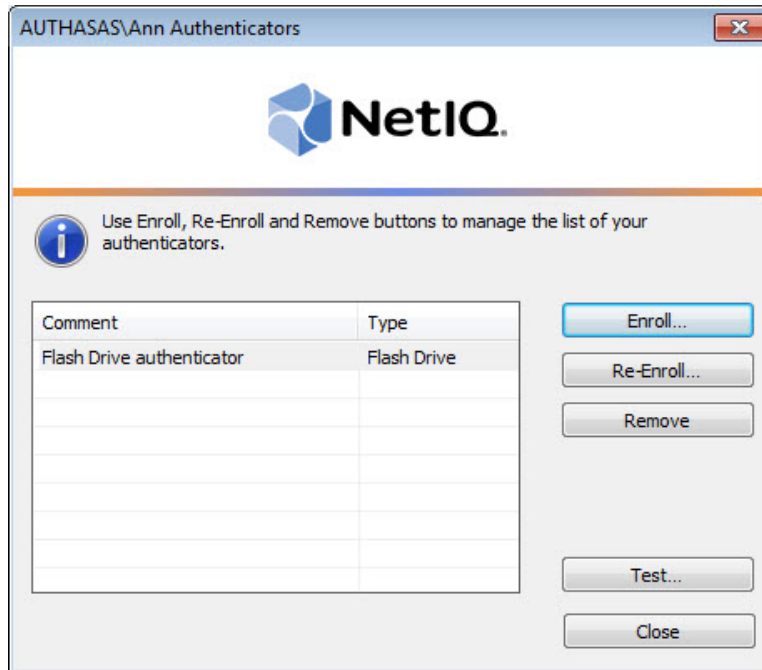 AUTHASAS\Ann Authenticators
NetIQ.
Use Enroll, Re-Enroll and Remove buttons to manage the list of your
authenticators.
Comment Type
Flash Drive authenticator Flash Drive
Enroll...
Re-Enroll...
Remove
Test...
Close